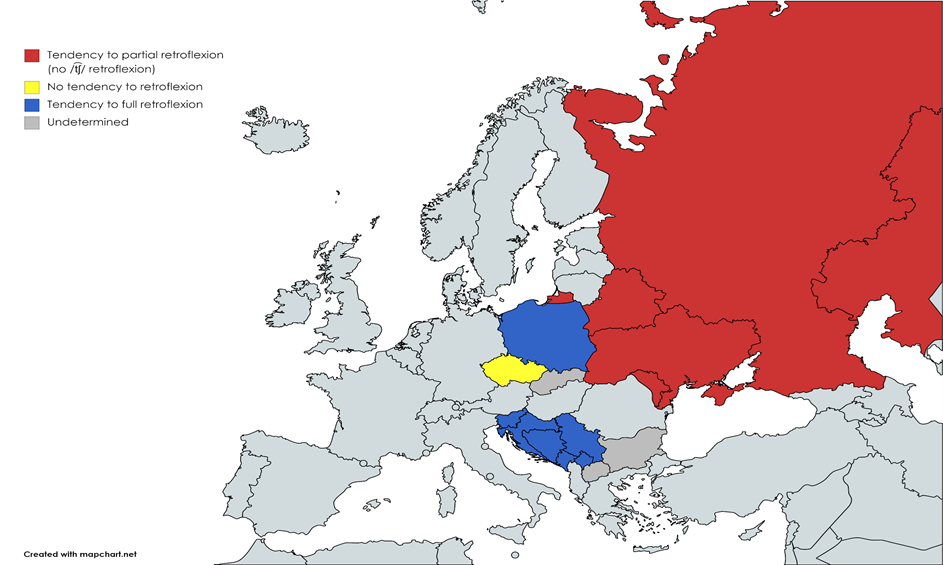 Tendency to partial retroflexion
(no /t͡ʃ/ retroflexion)
No tendency to retroflexion
Tendency to full retroflexion
Undetermined
Created with mapchart.net